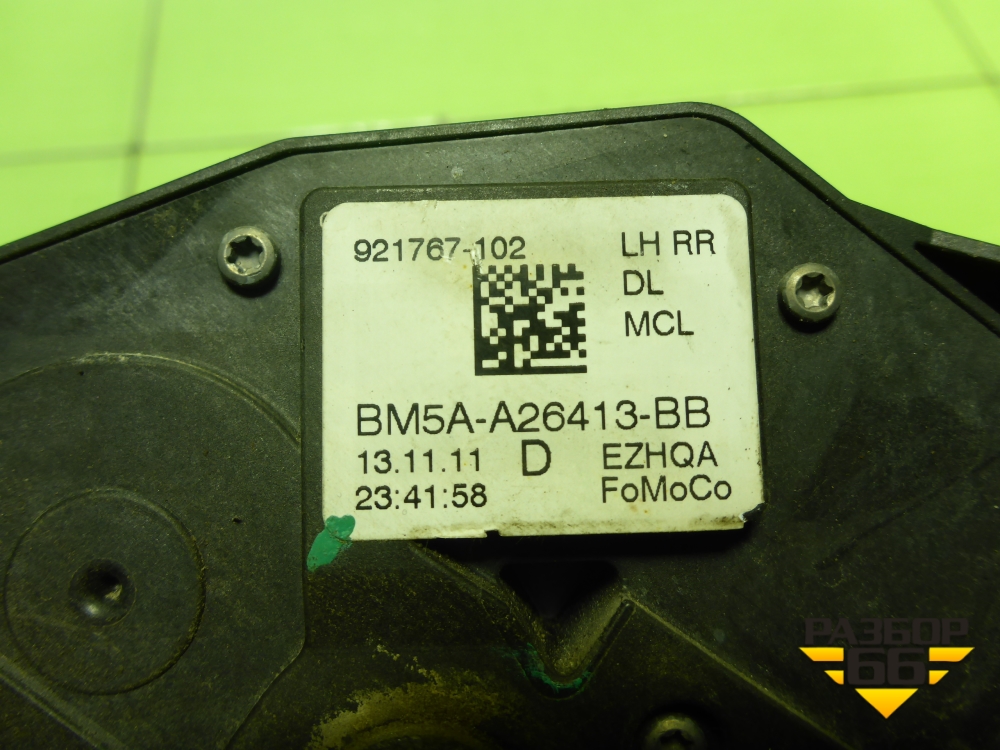 921767-102 LH RR
DL
MCL
BM5A-A26413-BB
13.11.11 D EZHQA
23:41:58 FoMoCo
РАЗБОР
66